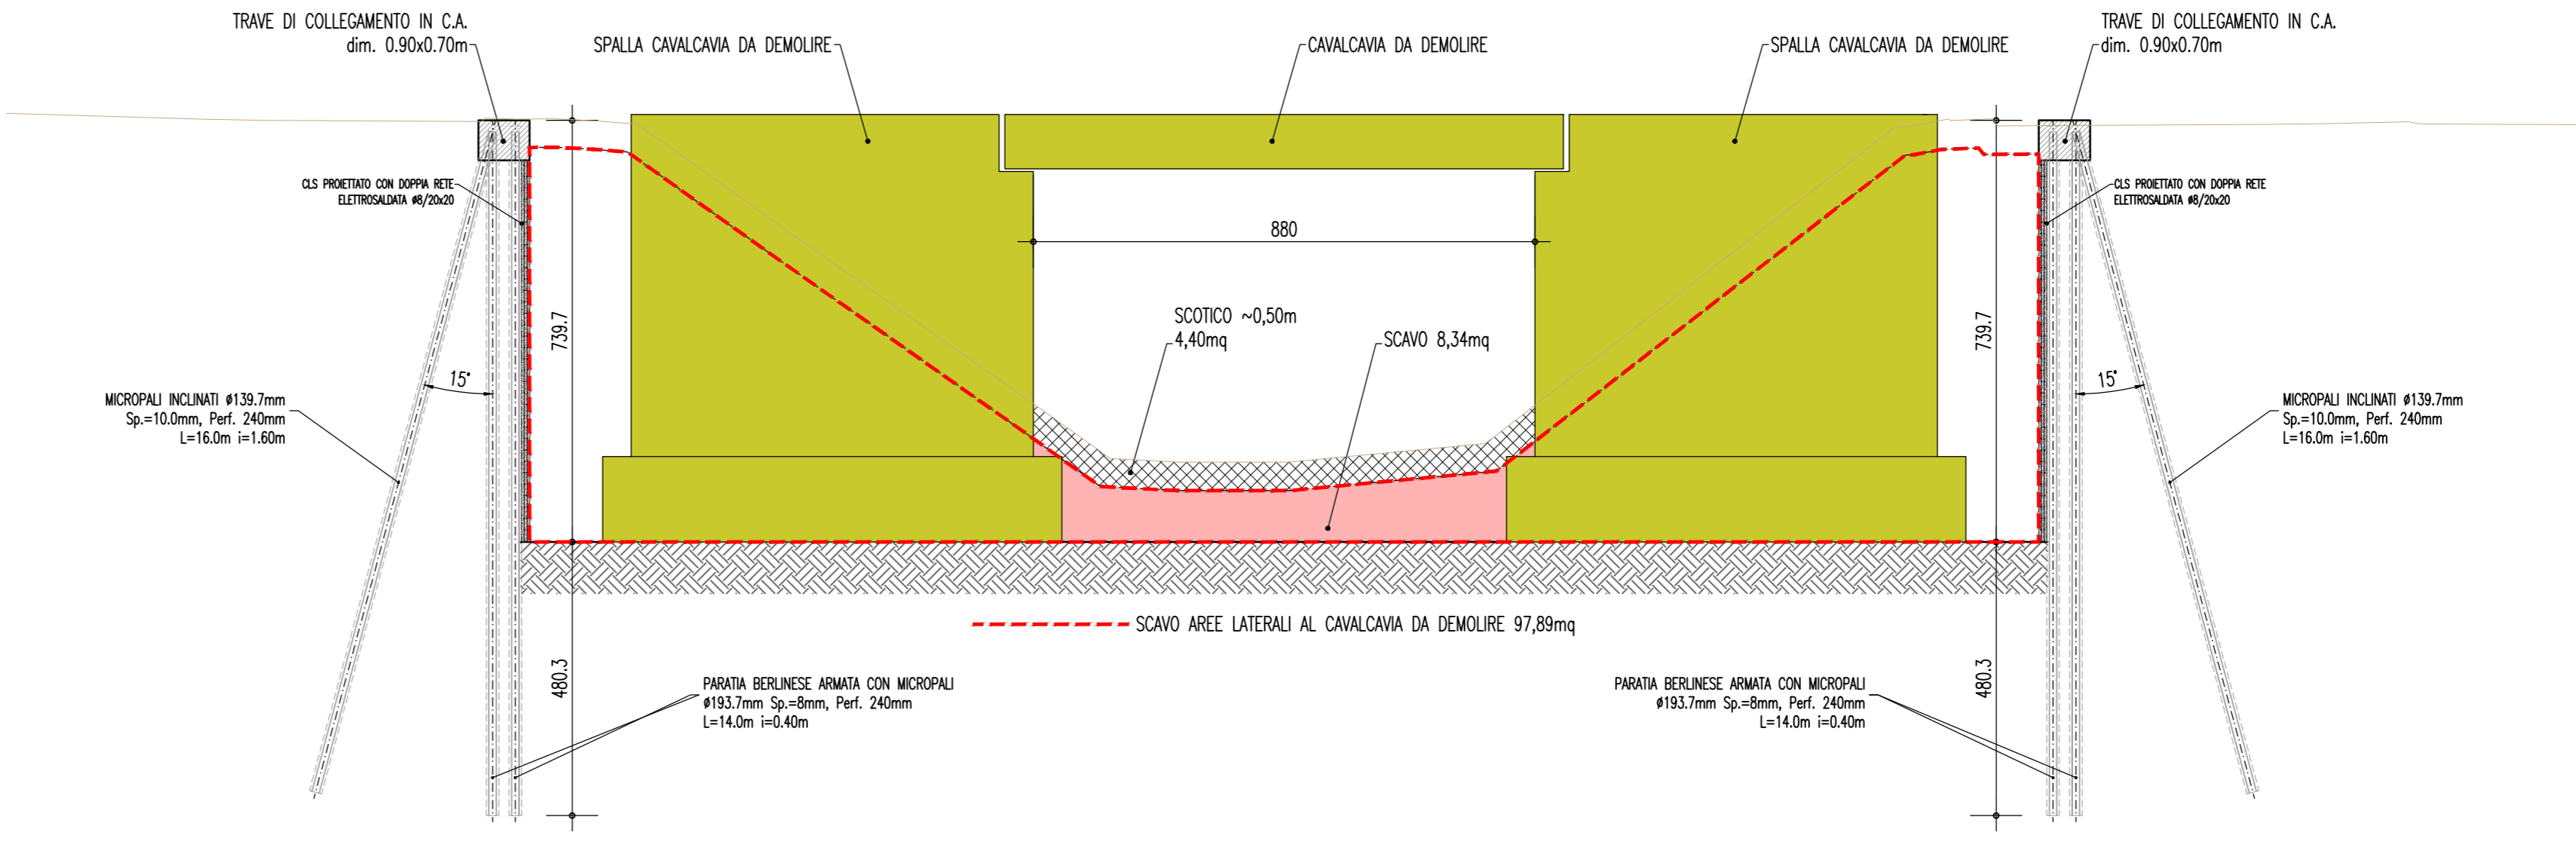 TRAVE DI COLLEGAMENTO IN C.A.
dim. 0.90x0.70m
SPALLA CAVALCAVIA DA DEMOLIRE
CAVALCAVIA DA DEMOLIRE
SPALLA CAVALCAVIA DA DEMOLIRE
TRAVE DI COLLEGAMENTO IN C.A.
dim. 0.90x0.70m
CLS PROIETTATO CON DOPPIA RETE
ELETTROSALDATA ø8/20x20
CLS PROIETTATO CON DOPPIA RETE
ELETTROSALDATA ø8/20x20
880
739.7
SCOTICO ~0,50m
4,40mq
SCAVO 8,34mq
739.7
15°
15°
MICROPALI INCLINATI ø139.7mm
Sp.=10.0mm, Perf. 240mm
L=16.0m i=1.60m
MICROPALI INCLINATI ø139.7mm
Sp.=10.0mm, Perf. 240mm
L=16.0m i=1.60m
SCAVO AREE LATERALI AL CAVALCAVIA DA DEMOLIRE 97,89mq
480.3
PARATIA BERLINESE ARMATA CON MICROPALI
ø193.7mm Sp.=8mm, Perf. 240mm
L=14.0m i=0.40m
PARATIA BERLINESE ARMATA CON MICROPALI
ø193.7mm Sp.=8mm, Perf. 240mm
L=14.0m i=0.40m
480.3